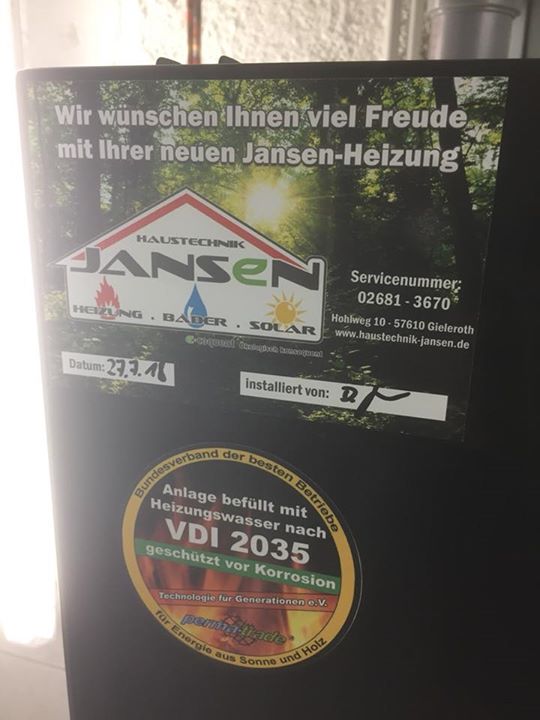 Wir wünschen Ihnen viel Freude
mit Ihrer neuen Jansen-Heizung
HAUSTECHNIK
JANSEN
HEIZUNG . BÄDER . SOLAR
e-coquent ökologisch konsequent
Servicenummer:
02681 - 3670
Hohlweg 10 - 57610 Gieleroth
www.haustechnik-jansen.de
Datum: 27.7.16
installiert von:
Bundesverband der besten Betriebe
Anlage befüllt mit
Heizungswasser nach
VDI 2035
geschützt vor Korrosion
Technologie für Generationen e.V.
perma-trade
für Energie aus Sonne und Holz